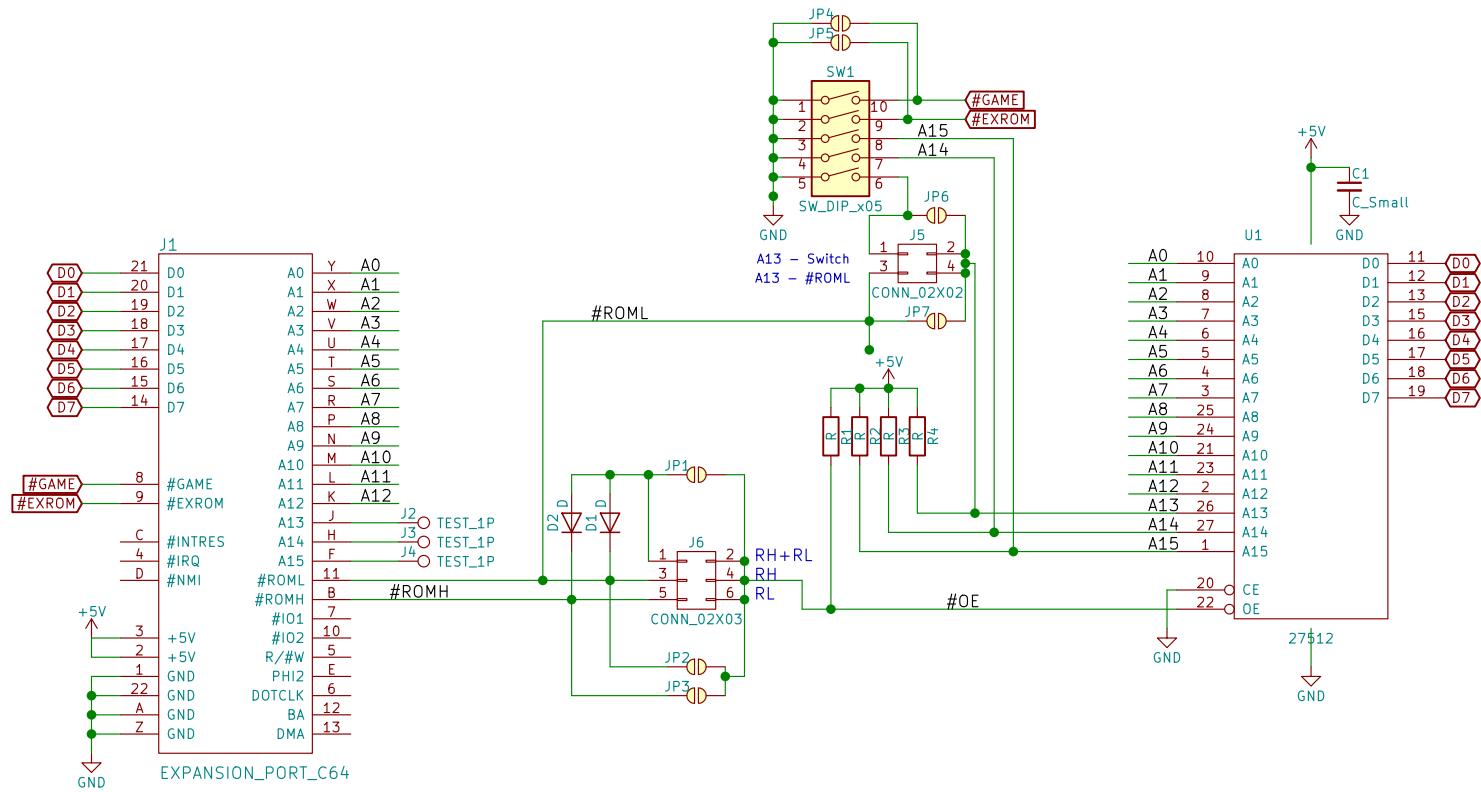 JP4
JP5
SW1
1 10 #GAME
2 9 #EXROM
3 8 A15
4 7 A14
5 6
SW_DIP_x05
GND
JP6
J5
1 2
3 4
CONN_02X02
A13 - Switch
A13 - #ROML
JP7
#ROML
+5V
R R1
R R2
R R3
R R4
J1
D0 21 D0
D1 20 D1
D2 19 D2
D3 18 D3
D4 17 D4
D5 16 D5
D6 15 D6
D7 14 D7
#GAME 8 #GAME
#EXROM 9 #EXROM
C #INTRES
4 #IRQ
D #NMI
+5V
3 +5V
2 +5V
1 GND
22 GND
A GND
Z GND
GND
A0 Y A0
A1 X A1
A2 W A2
A3 V A3
A4 U A4
A5 T A5
A6 S A6
A7 R A7
A8 P A8
A9 N A9
A10 M A10
A11 L A11
A12 K A12
A13 J J2 TEST_1P
A14 H J3 TEST_1P
A15 F J4 TEST_1P
#ROML 11
#ROMH B #ROMH
#IO1 7
#IO2 10
R/#W 5
PHI2 E
DOTCLK 6
BA 12
DMA 13
EXPANSION_PORT_C64
JP1
D2 D
D1 D
J6
1 2 RH+RL
3 4 RH
5 6 RL
CONN_02X03
JP2
JP3
#OE
+5V
C1
C_Small
GND
U1
A0 10 A0
A1 9 A1
A2 8 A2
A3 7 A3
A4 6 A4
A5 5 A5
A6 4 A6
A7 3 A7
A8 25 A8
A9 24 A9
A10 21 A10
A11 23 A11
A12 2 A12
A13 26 A13
A14 27 A14
A15 1 A15
20 CE
22 OE
GND
D0 11 D0
D1 12 D1
D2 13 D2
D3 15 D3
D4 16 D4
D5 17 D5
D6 18 D6
D7 19 D7
27512
GND